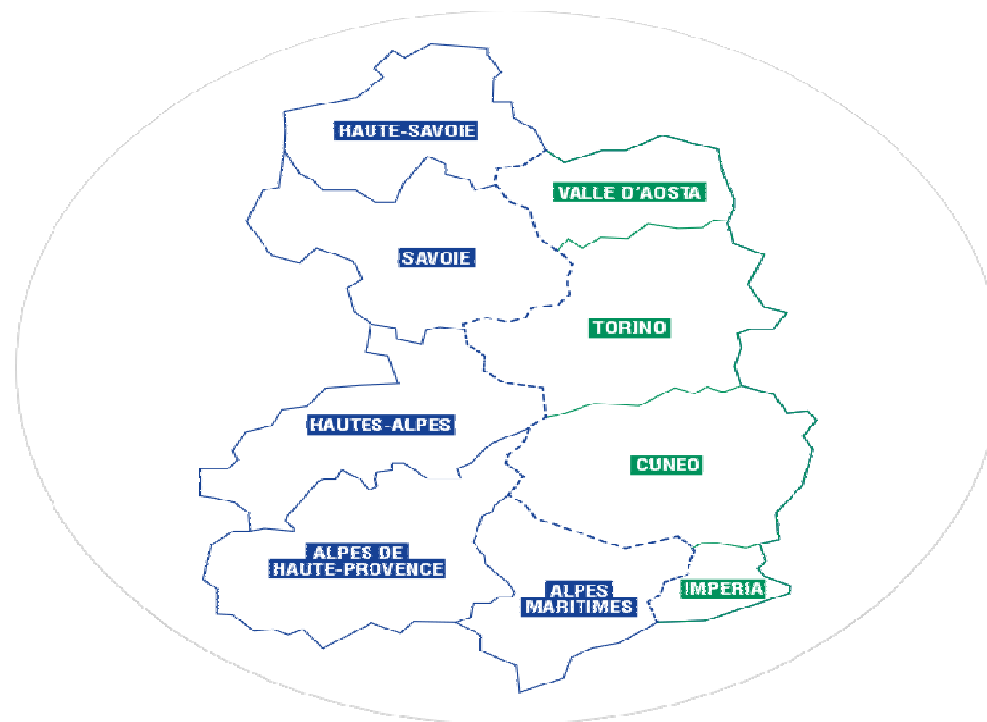 HAUTE-SAVOIE
VALLE D'AOSTA
SAVOIE
TORINO
HAUTES-ALPES
CUNEO
ALPES DE
HAUTE-PROVENCE
ALPES
MARITIMES
IMPERIA